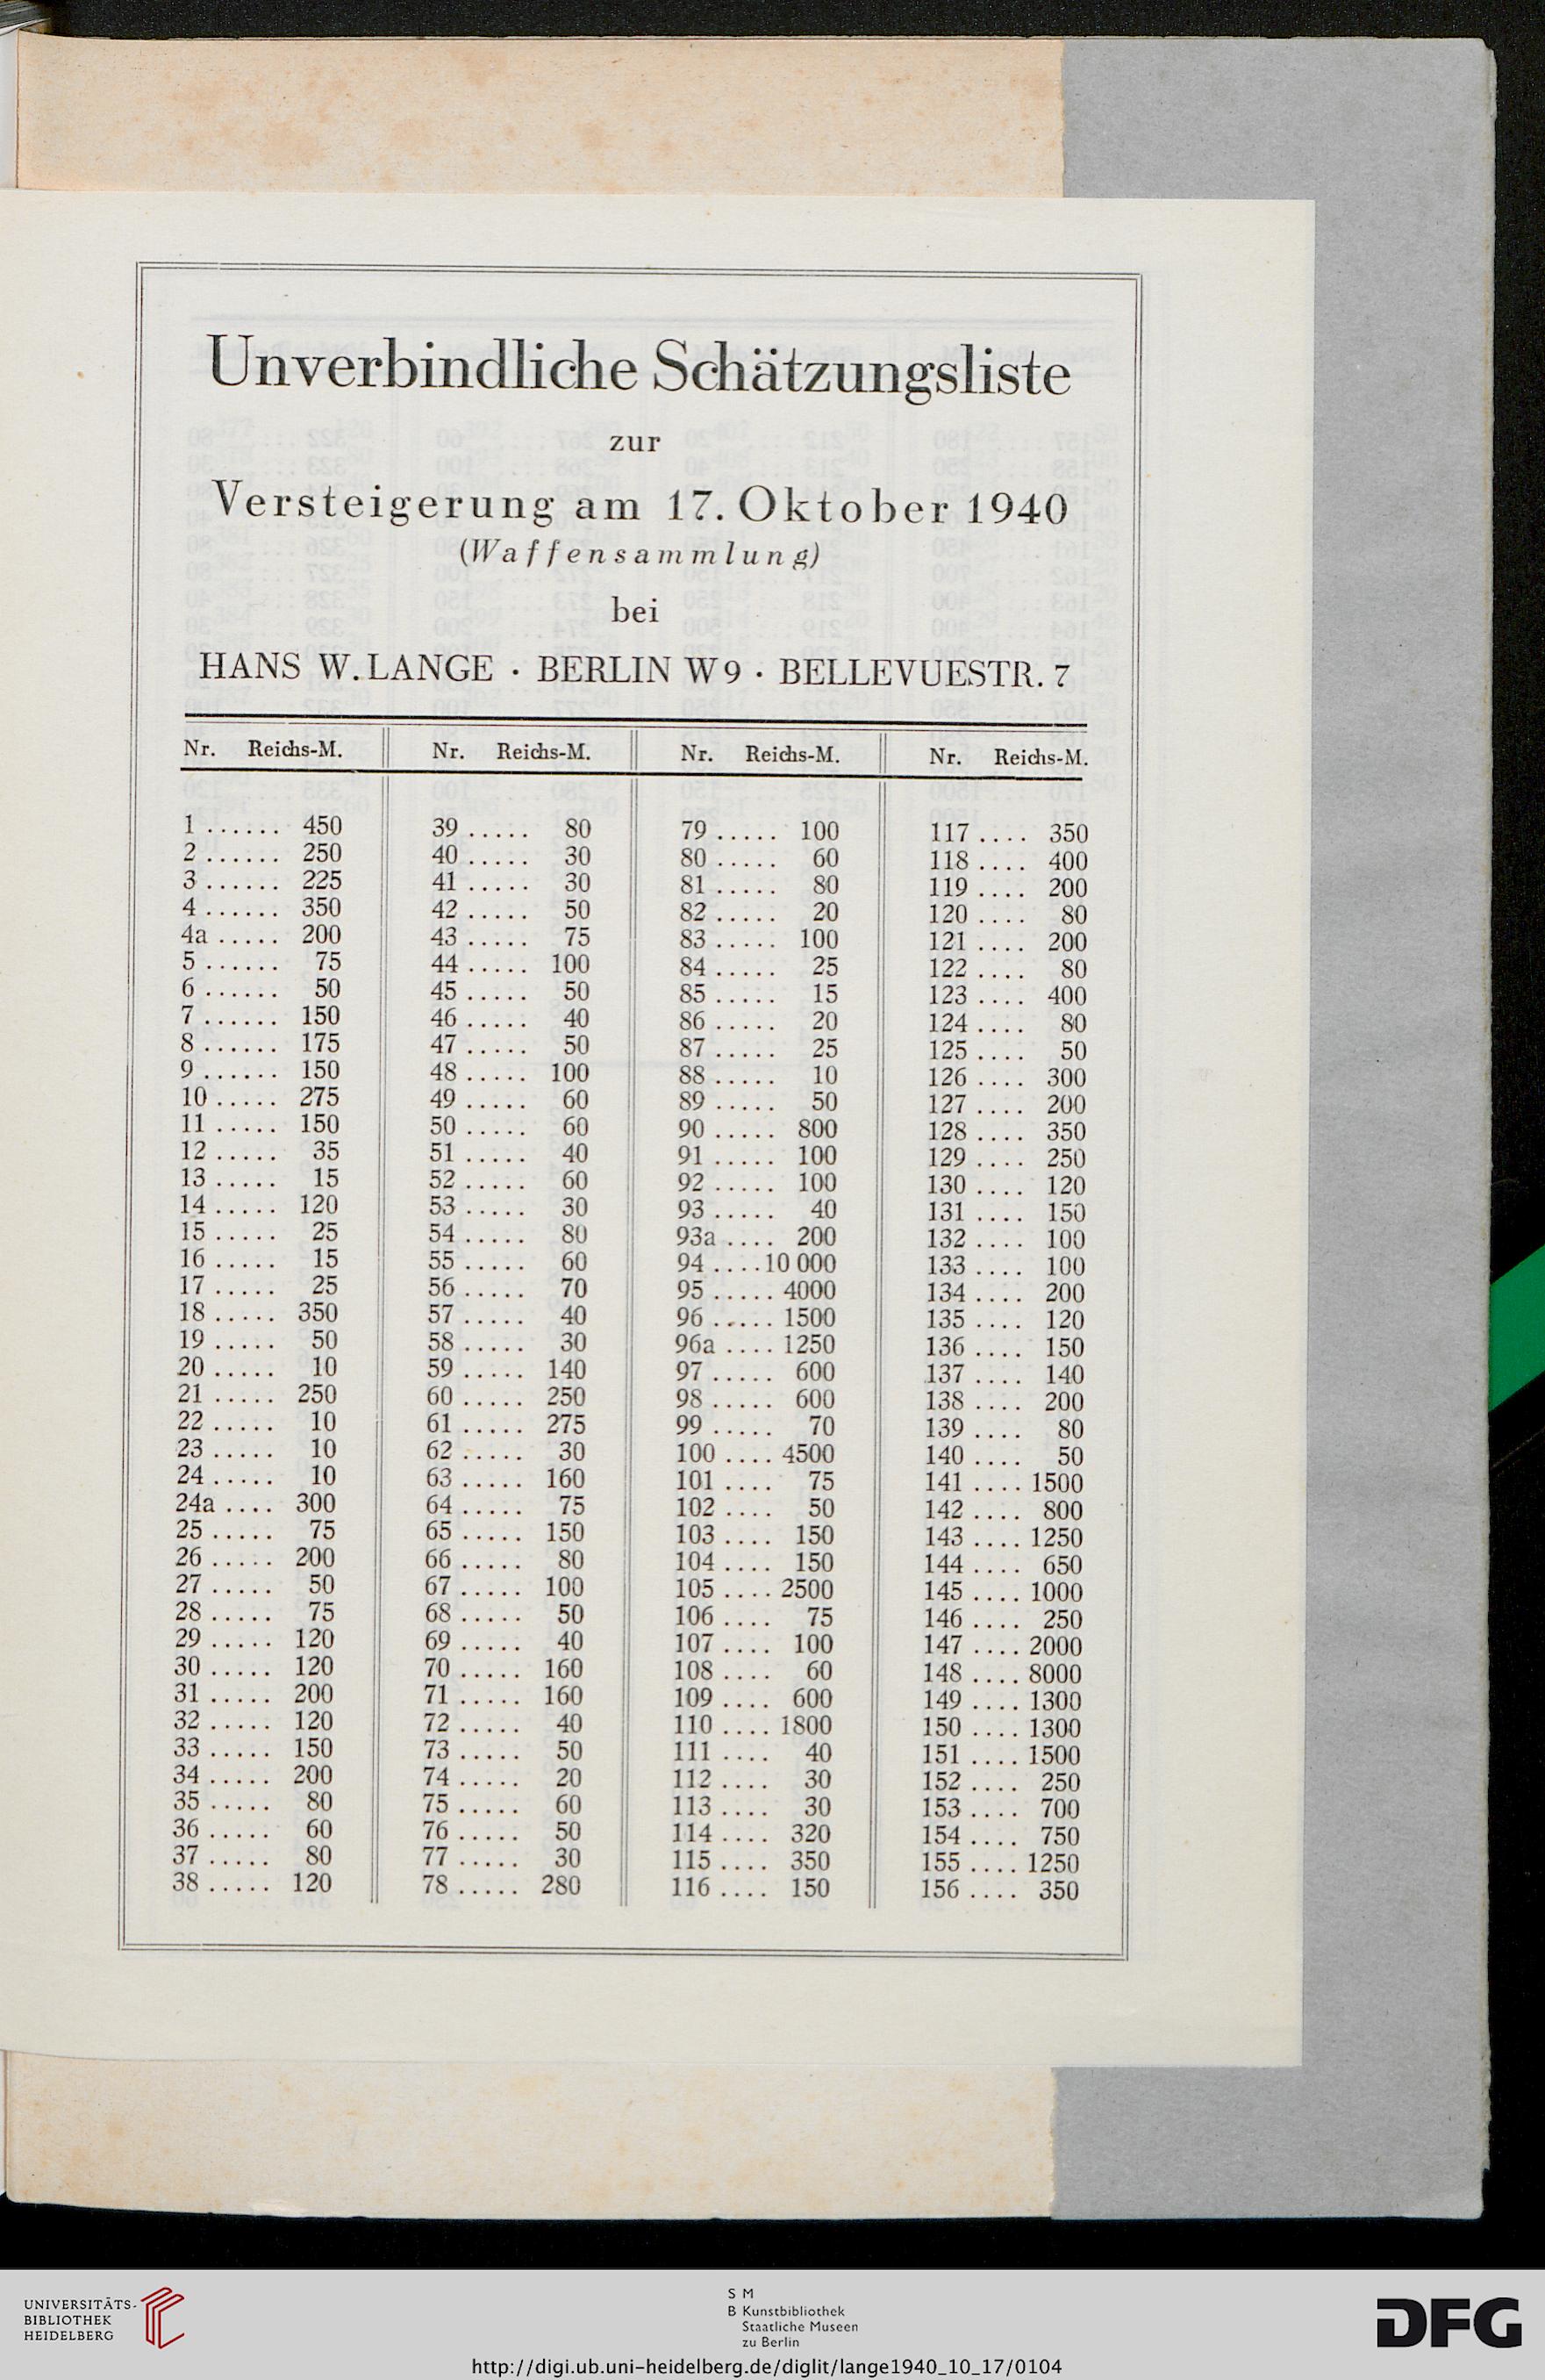 Unverbindliche Schätzungsliste
zur
Versteigerung am 17. Oktober 1940
(Waffensammlung)
bei
HANS W. LANGE · BERLIN W9 · BELLEVUESTR. 7
Nr. Reichs-M. Nr. Reichs-M. Nr. Reichs-M. Nr. Reichs-M.
1 ...... 450
2 ...... 250
3 ...... 225
4 ...... 350
4a ..... 200
5 ...... 75
6 ...... 50
7 ...... 150
8 ...... 175
9 ...... 150
10 ..... 275
11 ..... 150
12 ..... 35
13 ..... 15
14 ..... 120
15 ..... 25
16 ..... 15
17 ..... 25
18 ..... 350
19 ..... 50
20 ..... 10
21 ..... 250
22 ..... 10
23 ..... 10
24 ..... 10
24a .... 300
25 ..... 75
26 ..... 200
27 ..... 50
28 ..... 75
29 ..... 120
30 ..... 120
31 ..... 200
32 ..... 120
33 ..... 150
34 ..... 200
35 ..... 80
36 ..... 60
37 ..... 80
38 ..... 120
39 ..... 80
40 ..... 30
41 ..... 30
42 ..... 50
43 ..... 75
44 ..... 100
45 ..... 50
46 ..... 40
47 ..... 50
48 ..... 100
49 ..... 60
50 ..... 60
51 ..... 40
52 ..... 60
53 ..... 30
54 ..... 80
55 ..... 60
56 ..... 70
57 ..... 40
58 ..... 30
59 ..... 140
60 ..... 250
61 ..... 275
62 ..... 30
63 ..... 160
64 ..... 75
65 ..... 150
66 ..... 80
67 ..... 100
68 ..... 50
69 ..... 40
70 ..... 160
71 ..... 160
72 ..... 40
73 ..... 50
74 ..... 20
75 ..... 60
76 ..... 50
77 ..... 30
78 ..... 280
79 ..... 100
80 ..... 60
81 ..... 80
82 ..... 20
83 ..... 100
84 ..... 25
85 ..... 15
86 ..... 20
87 ..... 25
88 ..... 10
89 ..... 50
90 ..... 800
91 ..... 100
92 ..... 100
93 ..... 40
93a .... 200
94 .... 10 000
95 ..... 4000
96 ..... 1500
96a .... 1250
97 ..... 600
98 ..... 600
99 ..... 70
100 .... 4500
101 .... 75
102 .... 50
103 .... 150
104 .... 150
105 .... 2500
106 .... 75
107 .... 100
108 .... 60
109 .... 600
110 .... 1800
111 .... 40
112 .... 30
113 .... 30
114 .... 320
115 .... 350
116 .... 150
117 .... 350
118 .... 400
119 .... 200
120 .... 80
121 .... 200
122 .... 80
123 .... 400
124 .... 80
125 .... 50
126 .... 300
127 .... 200
128 .... 350
129 .... 250
130 .... 120
131 .... 150
132 .... 100
133 .... 100
134 .... 200
135 .... 120
136 .... 150
137 .... 140
138 .... 200
139 .... 80
140 .... 50
141 .... 1500
142 .... 800
143 .... 1250
144 .... 650
145 .... 1000
146 .... 250
147 .... 2000
148 .... 8000
149 .... 1300
150 .... 1300
151 .... 1500
152 .... 250
153 .... 700
154 .... 750
155 .... 1250
156 .... 350
UNIVERSITÄTS-
BIBLIOTHEK
HEIDELBERG
S M
B Kunstbibliothek
Staatliche Museen
zu Berlin
DFG
http://digi.ub.uni-heidelberg.de/diglit/lange1940_10_17/0104